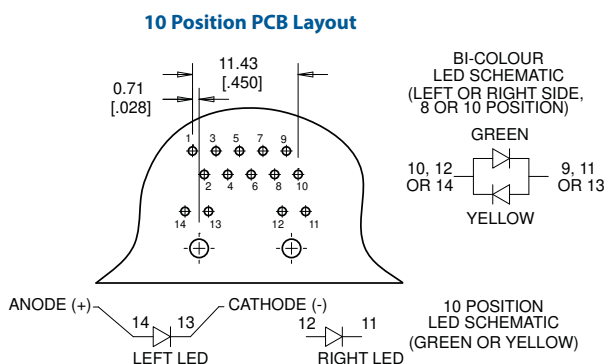 10 Position PCB Layout
11.43
[.450]
0.71
[.028]
1 3 5 7 9
2 4 6 8 10
14 13 12 11
BI-COLOUR
LED SCHEMATIC
(LEFT OR RIGHT SIDE,
8 OR 10 POSITION)
GREEN
10, 12
OR 14
9, 11
OR 13
YELLOW
ANODE (+)
14 13
CATHODE (-)
LEFT LED
12 11
RIGHT LED
10 POSITION
LED SCHEMATIC
(GREEN OR YELLOW)